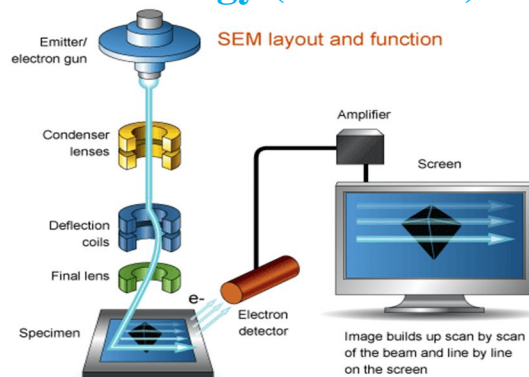 SEM layout and function
Emitter/
electron gun
Condenser
lenses
Deflection
coils
Final lens
Specimen
e-
Electron
detector
Amplifier
Screen
Image builds up scan by scan
of the beam and line by line
on the screen